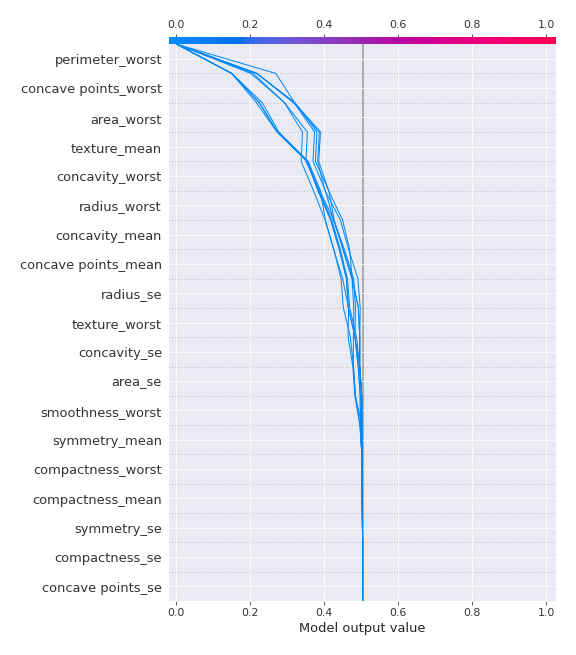 0.0 0.2 0.4 0.6 0.8 1.0
perimeter_worst
concave points_worst
area_worst
texture_mean
concavity_worst
radius_worst
concavity_mean
concave points_mean
radius_se
texture_worst
concavity_se
area_se
smoothness_worst
symmetry_mean
compactness_worst
compactness_mean
symmetry_se
compactness_se
concave points_se
0.0 0.2 0.4 0.6 0.8 1.0
Model output value